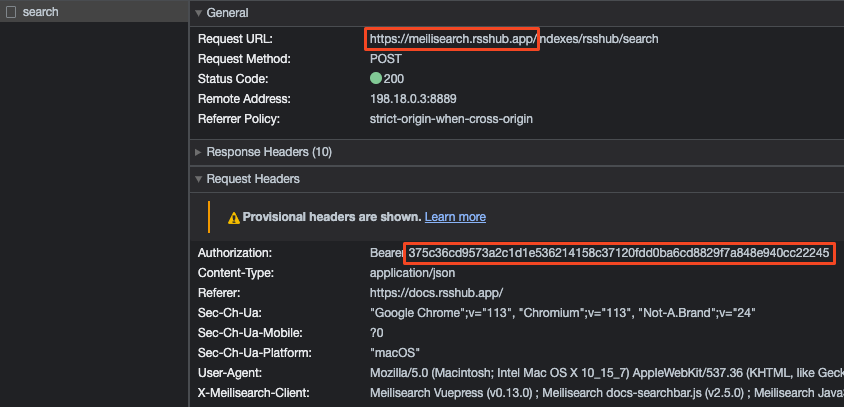 search
General
Request URL: https://meilisearch.rsshub.app/indexes/rsshub/search
Request Method: POST
Status Code: 200
Remote Address: 198.18.0.3:8889
Referrer Policy: strict-origin-when-cross-origin
Response Headers (10)
Request Headers
Provisional headers are shown. Learn more
Authorization: Bearer 375c36cd9573a2c1d1e536214158c37120fdd0ba6cd8829f7a848e940cc22245
Content-Type: application/json
Referer: https://docs.rsshub.app/
Sec-Ch-Ua: "Google Chrome";v="113", "Chromium";v="113", "Not-A.Brand";v="24"
Sec-Ch-Ua-Mobile: ?0
Sec-Ch-Ua-Platform: "macOS"
User-Agent: Mozilla/5.0 (Macintosh; Intel Mac OS X 10_15_7) AppleWebKit/537.36 (KHTML, like Geck
X-Meilisearch-Client: Meilisearch Vuepress (v0.13.0) ; Meilisearch docs-searchbar.js (v2.5.0) ; Meilisearch JavaS